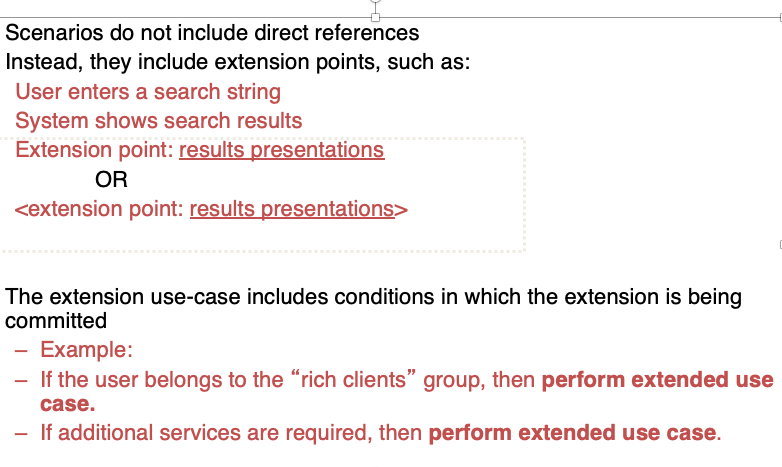 Scenarios do not include direct references
Instead, they include extension points, such as:
User enters a search string
System shows search results
Extension point: results presentations
OR
<extension point: results presentations>
The extension use-case includes conditions in which the extension is being
committed
– Example:
– If the user belongs to the “rich clients” group, then perform extended use
case.
– If additional services are required, then perform extended use case.